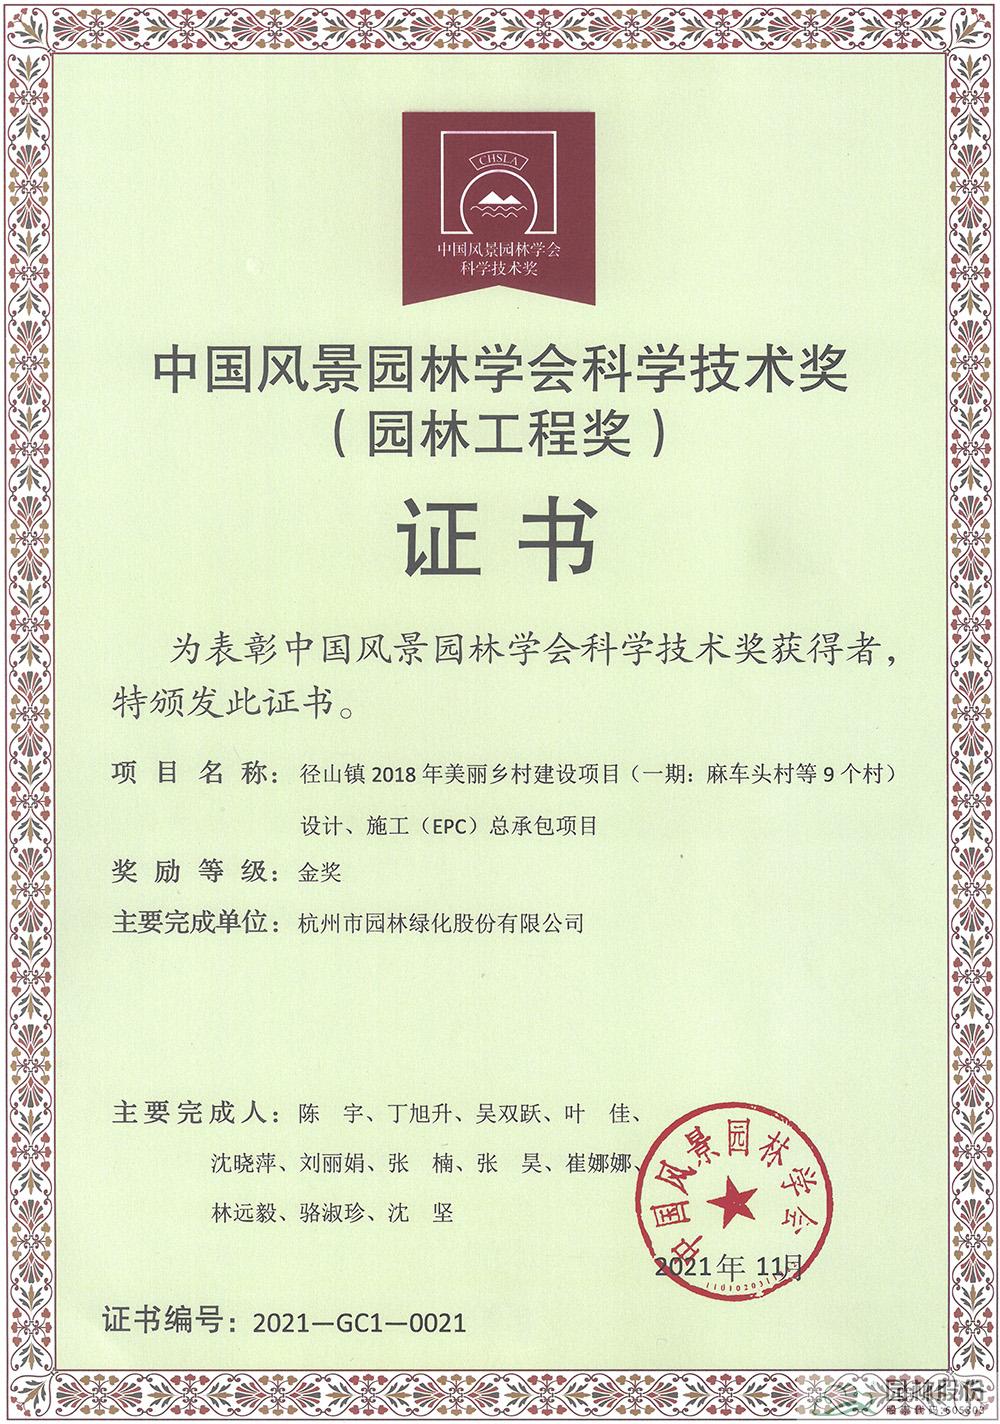 CHSLA
中国风景园林学会
科学技术奖
中国风景园林学会科学技术奖
（园林工程奖）
证书
为表彰中国风景园林学会科学技术奖获得者，
特颁发此证书。
项目名称：径山镇2018年美丽乡村建设项目（一期：麻车头村等9个村）
设计、施工（EPC）总承包项目
奖励等级：金奖
主要完成单位：杭州市园林绿化股份有限公司
主要完成人：陈　宇、丁旭升、吴双跃、叶　佳、
沈晓萍、刘丽娟、张　楠、张　昊、崔娜娜、
林远毅、骆淑珍、沈　坚
中国风景园林学会
2021年11月
证书编号：2021—GC1—0021
园林股份
股票代码:605303